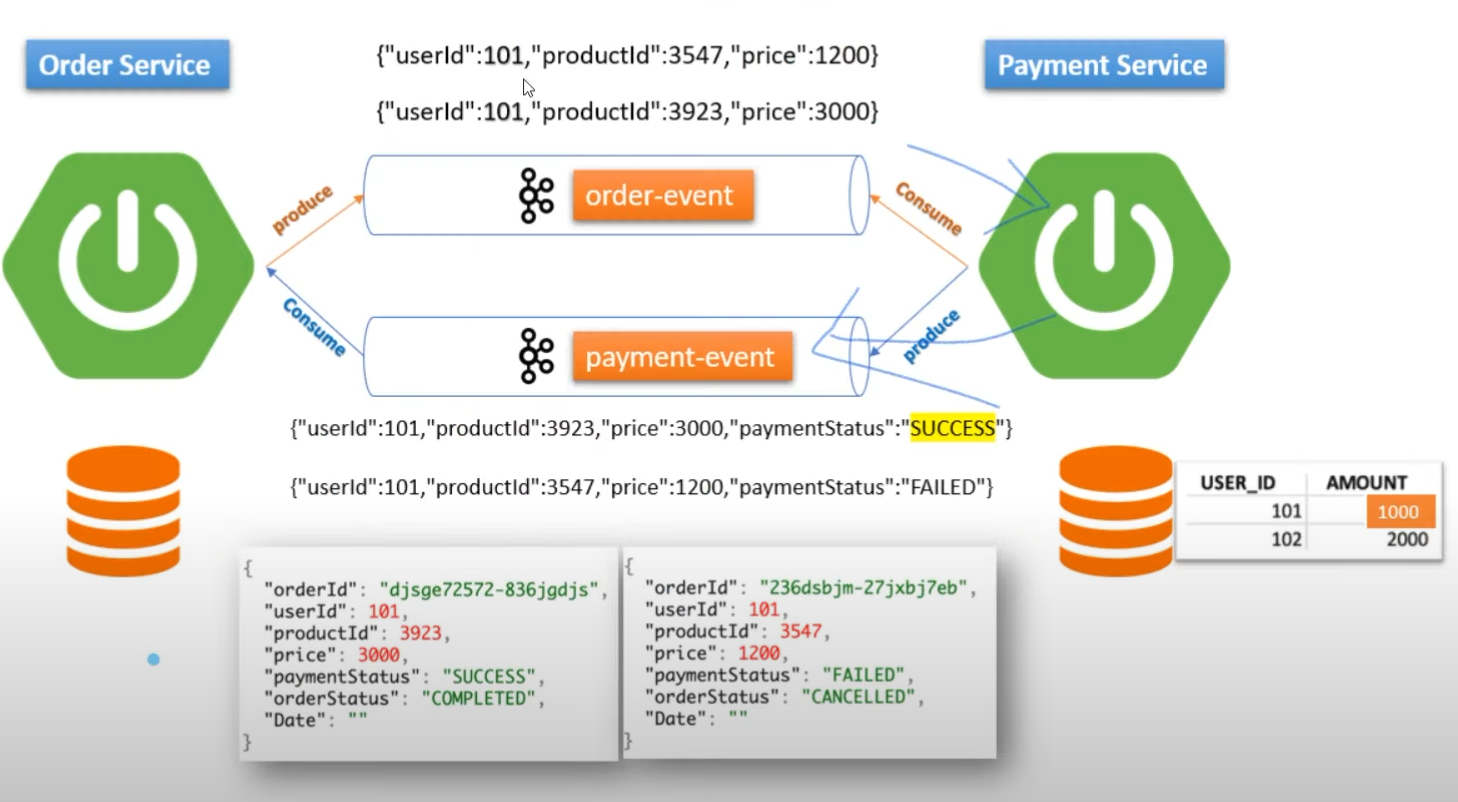 {"userId":101,"productId":3547,"price":1200}
Order Service
Payment Service
{"userId":101,"productId":3923,"price":3000}
produce
order-event
Consume
Consume
payment-event
produce
{"userId":101,"productId":3923,"price":3000,"paymentStatus":"SUCCESS"}
{"userId":101,"productId":3547,"price":1200,"paymentStatus":"FAILED"}
USER_ID AMOUNT
101 1000
102 2000
{
"orderId": "djsge72572-836jgdjs",
"userId": 101,
"productId": 3923,
"price": 3000,
"paymentStatus": "SUCCESS",
"orderStatus": "COMPLETED",
"Date": ""
}
{
"orderId": "236dsbjm-27jxbj7eb",
"userId": 101,
"productId": 3547,
"price": 1200,
"paymentStatus": "FAILED",
"orderStatus": "CANCELLED",
"Date": ""
}